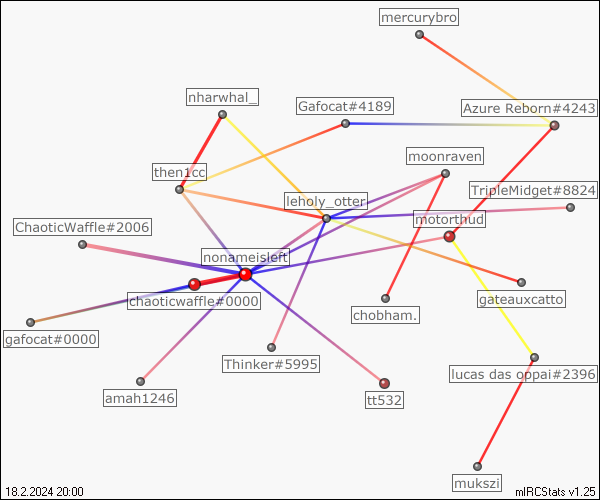 mercurybro
nharwhal_
Gafocat#4189
Azure Reborn#4243
moonraven
then1cc
TripleMidget#8824
leholy_otter
ChaoticWaffle#2006
motorthud
nonameisleft
chaoticwaffle#0000
gateauxcatto
chobham.
gafocat#0000
Thinker#5995
lucas das oppai#2396
amah1246
tt532
mukszi
18.2.2024 20:00
mIRCStats v1.25